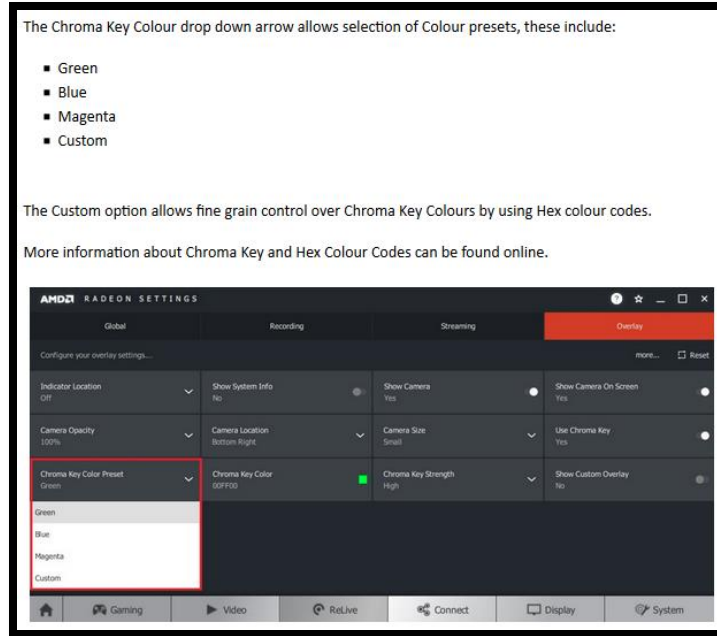 The Chroma Key Colour drop down arrow allows selection of Colour presets, these include:
Green
Blue
Magenta
Custom
The Custom option allows fine grain control over Chroma Key Colours by using Hex colour codes.
More information about Chroma Key and Hex Colour Codes can be found online.
AMD RADEON SETTINGS
Global Recording Streaming Overlay
Configure your overlay settings... more... Reset
Indicator Location Show System Info Show Camera Show Camera On Screen
Off No Yes Yes
Camera Opacity Camera Location Camera Size Use Chroma Key
100% Bottom Right Small Yes
Chroma Key Color Preset Chroma Key Color Chroma Key Strength Show Custom Overlay
Green 00FF00 High No
Green
Blue
Magenta
Custom
Gaming Video ReLive Connect Display System